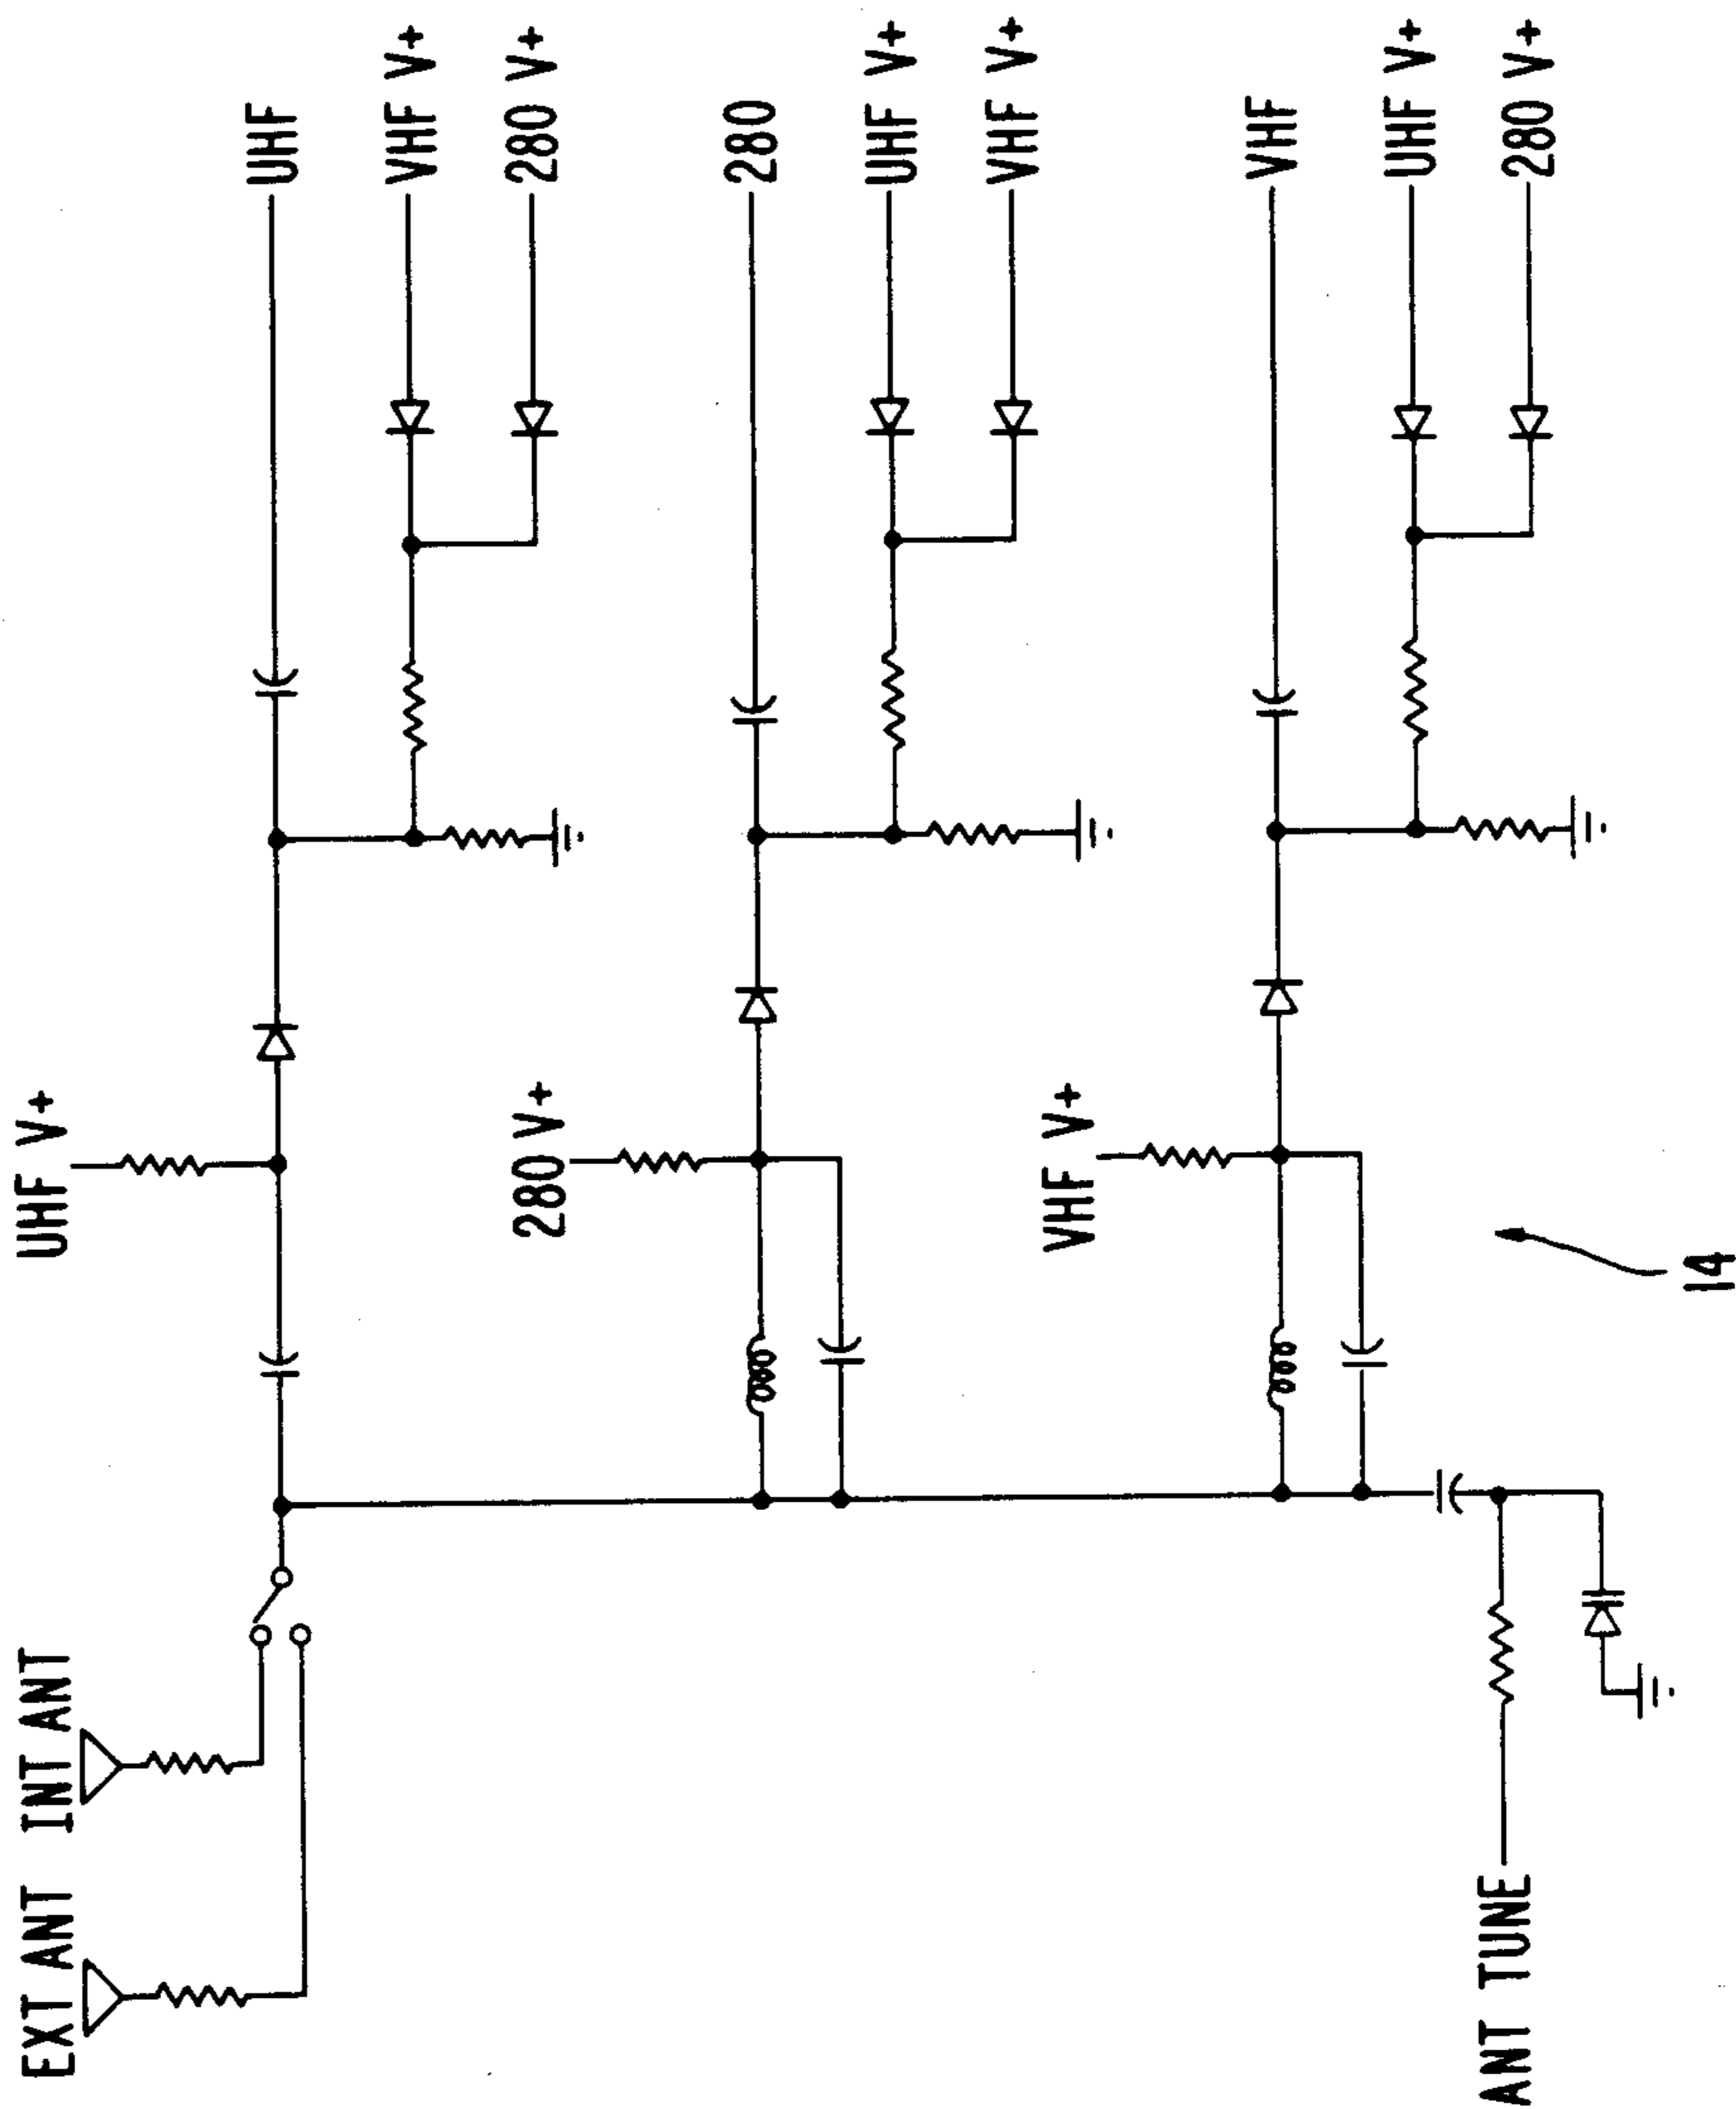 EXT ANT
INT ANT
UHF V+
UHF
VHF V+
280 V+
280 V+
280
UHF V+
VHF V+
VHF V+
VHF
UHF V+
280 V+
ANT TUNE
14